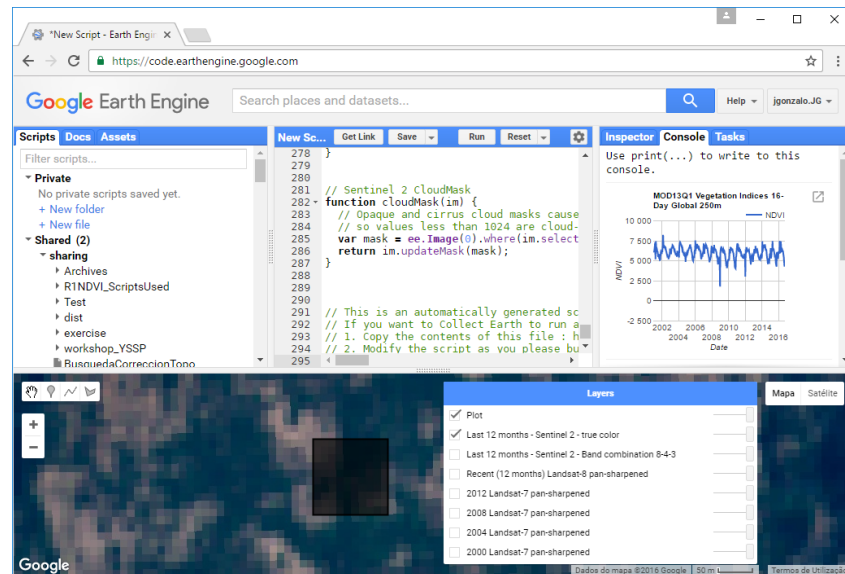 *New Script - Earth Engin
https://code.earthengine.google.com
Google Earth Engine
Search places and datasets...
Help
jgonzalo.JG
Scripts Docs Assets
Filter scripts...
Private
No private scripts saved yet.
+ New folder
+ New file
Shared (2)
sharing
Archives
R1NDVI_ScriptsUsed
Test
dist
exercise
workshop_YSSP
BusquedaCorreccionTopo
New Sc... Get Link Save Run Reset
278 }
279
280
281 // Sentinel 2 CloudMask
282 function cloudMask(im) {
283 // Opaque and cirrus cloud masks cause
284 // so values less than 1024 are cloud-
285 var mask = ee.Image(0).where(im.select
286 return im.updateMask(mask);
287 }
288
289
290
291 // This is an automatically generated sc
292 // If you want to Collect Earth to run a
293 // 1. Copy the contents of this file : h
294 // 2. Modify the script as you please bu
295
Inspector Console Tasks
Use print(...) to write to this
console.
MOD13Q1 Vegetation Indices 16-
Day Global 250m
NDVI
10 000
7 500
5 000
2 500
0
-2 500
NDVI
2002 2006 2010 2014
2004 2008 2012 2016
Date
Layers
Plot
Last 12 months - Sentinel 2 - true color
Last 12 months - Sentinel 2 - Band combination 8-4-3
Recent (12 months) Landsat-8 pan-sharpened
2012 Landsat-7 pan-sharpened
2008 Landsat-7 pan-sharpened
2004 Landsat-7 pan-sharpened
2000 Landsat-7 pan-sharpened
Mapa Satélite
Google
Dados do mapa ©2016 Google 50 m Termos de Utilização